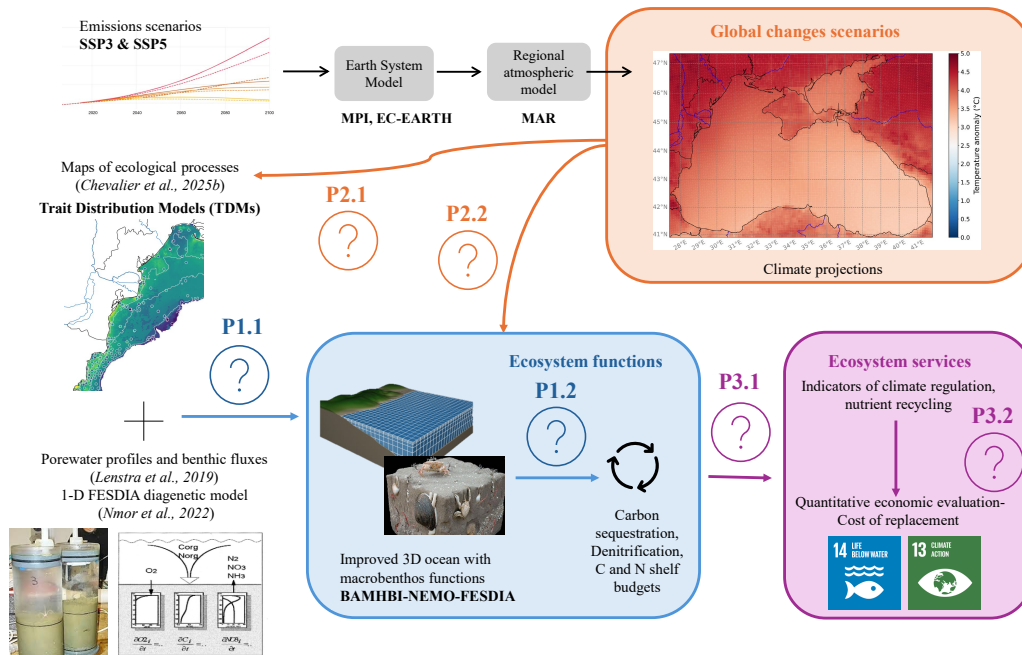 Emissions scenarios
SSP3 & SSP5
2020
2040
2060
2080
2100
Earth System
Model
MPI, EC-EARTH
Regional
atmospheric
model
MAR
Global changes scenarios
47°N
46°N
45°N
44°N
43°N
42°N
41°N
28°E
29°E
30°E
31°E
32°E
33°E
34°E
35°E
36°E
37°E
38°E
39°E
40°E
41°E
5.0
4.5
4.0
3.5
3.0
2.5
2.0
1.5
1.0
0.5
0.0
Temperature anomaly (°C)
Climate projections
Maps of ecological processes
(Chevalier et al., 2025b)
Trait Distribution Models (TDMs)
P2.1
?
P2.2
?
P1.1
?
Porewater profiles and benthic fluxes
(Lenstra et al., 2019)
1-D FESDIA diagenetic model
(Nmor et al., 2022)
3
Corg
Norg
O2
N2
NO3
NH3
Ecosystem functions
P1.2
?
Improved 3D ocean with
macrobenthos functions
BAMHBI-NEMO-FESDIA
Carbon
sequestration,
Denitrification,
C and N shelf
budgets
P3.1
?
Ecosystem services
Indicators of climate regulation,
nutrient recycling
P3.2
?
Quantitative economic evaluation-
Cost of replacement
14 LIFE
BELOW WATER
13 CLIMATE
ACTION